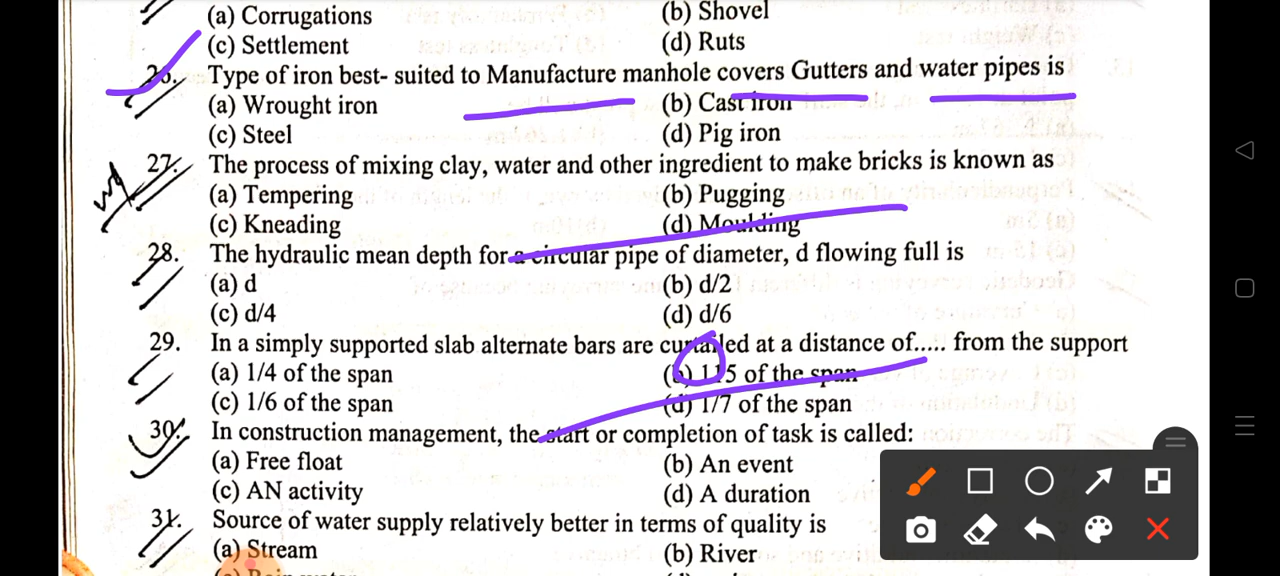 (a) Corrugations (b) Shovel
(c) Settlement (d) Ruts
26. Type of iron best- suited to Manufacture manhole covers Gutters and water pipes is
(a) Wrought iron (b) Cast iron
(c) Steel (d) Pig iron
27. The process of mixing clay, water and other ingredient to make bricks is known as
(a) Tempering (b) Pugging
(c) Kneading (d) Moulding
28. The hydraulic mean depth for a circular pipe of diameter, d flowing full is
(a) d (b) d/2
(c) d/4 (d) d/6
29. In a simply supported slab alternate bars are curtailed at a distance of..... from the support
(a) 1/4 of the span (b) 115 of the span
(c) 1/6 of the span (d) 1/7 of the span
30. In construction management, the start or completion of task is called:
(a) Free float (b) An event
(c) AN activity (d) A duration
31. Source of water supply relatively better in terms of quality is
(a) Stream (b) River